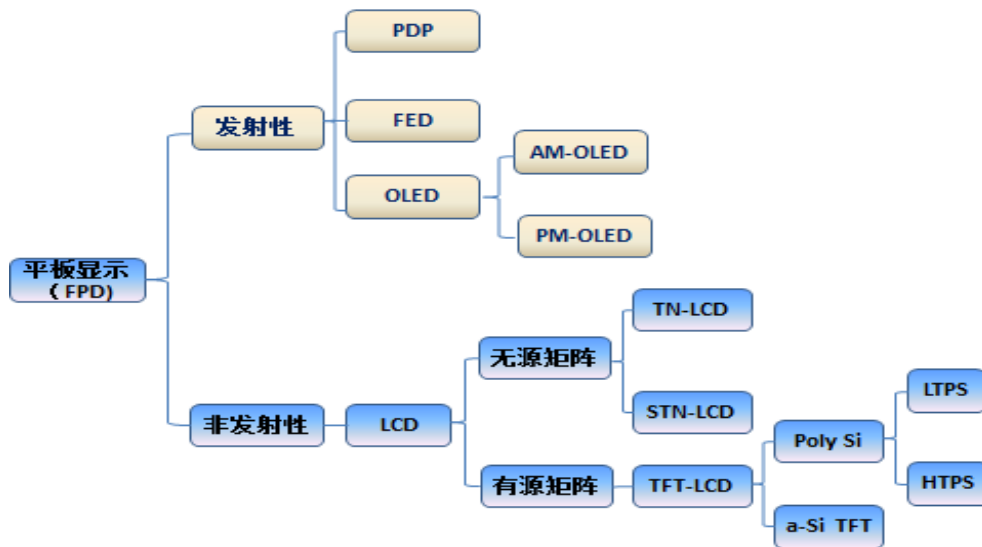 PDP
发射性
FED
AM-OLED
OLED
PM-OLED
平板显示
（FPD)
TN-LCD
无源矩阵
LTPS
非发射性
LCD
STN-LCD
Poly Si
有源矩阵
TFT-LCD
HTPS
a-Si TFT